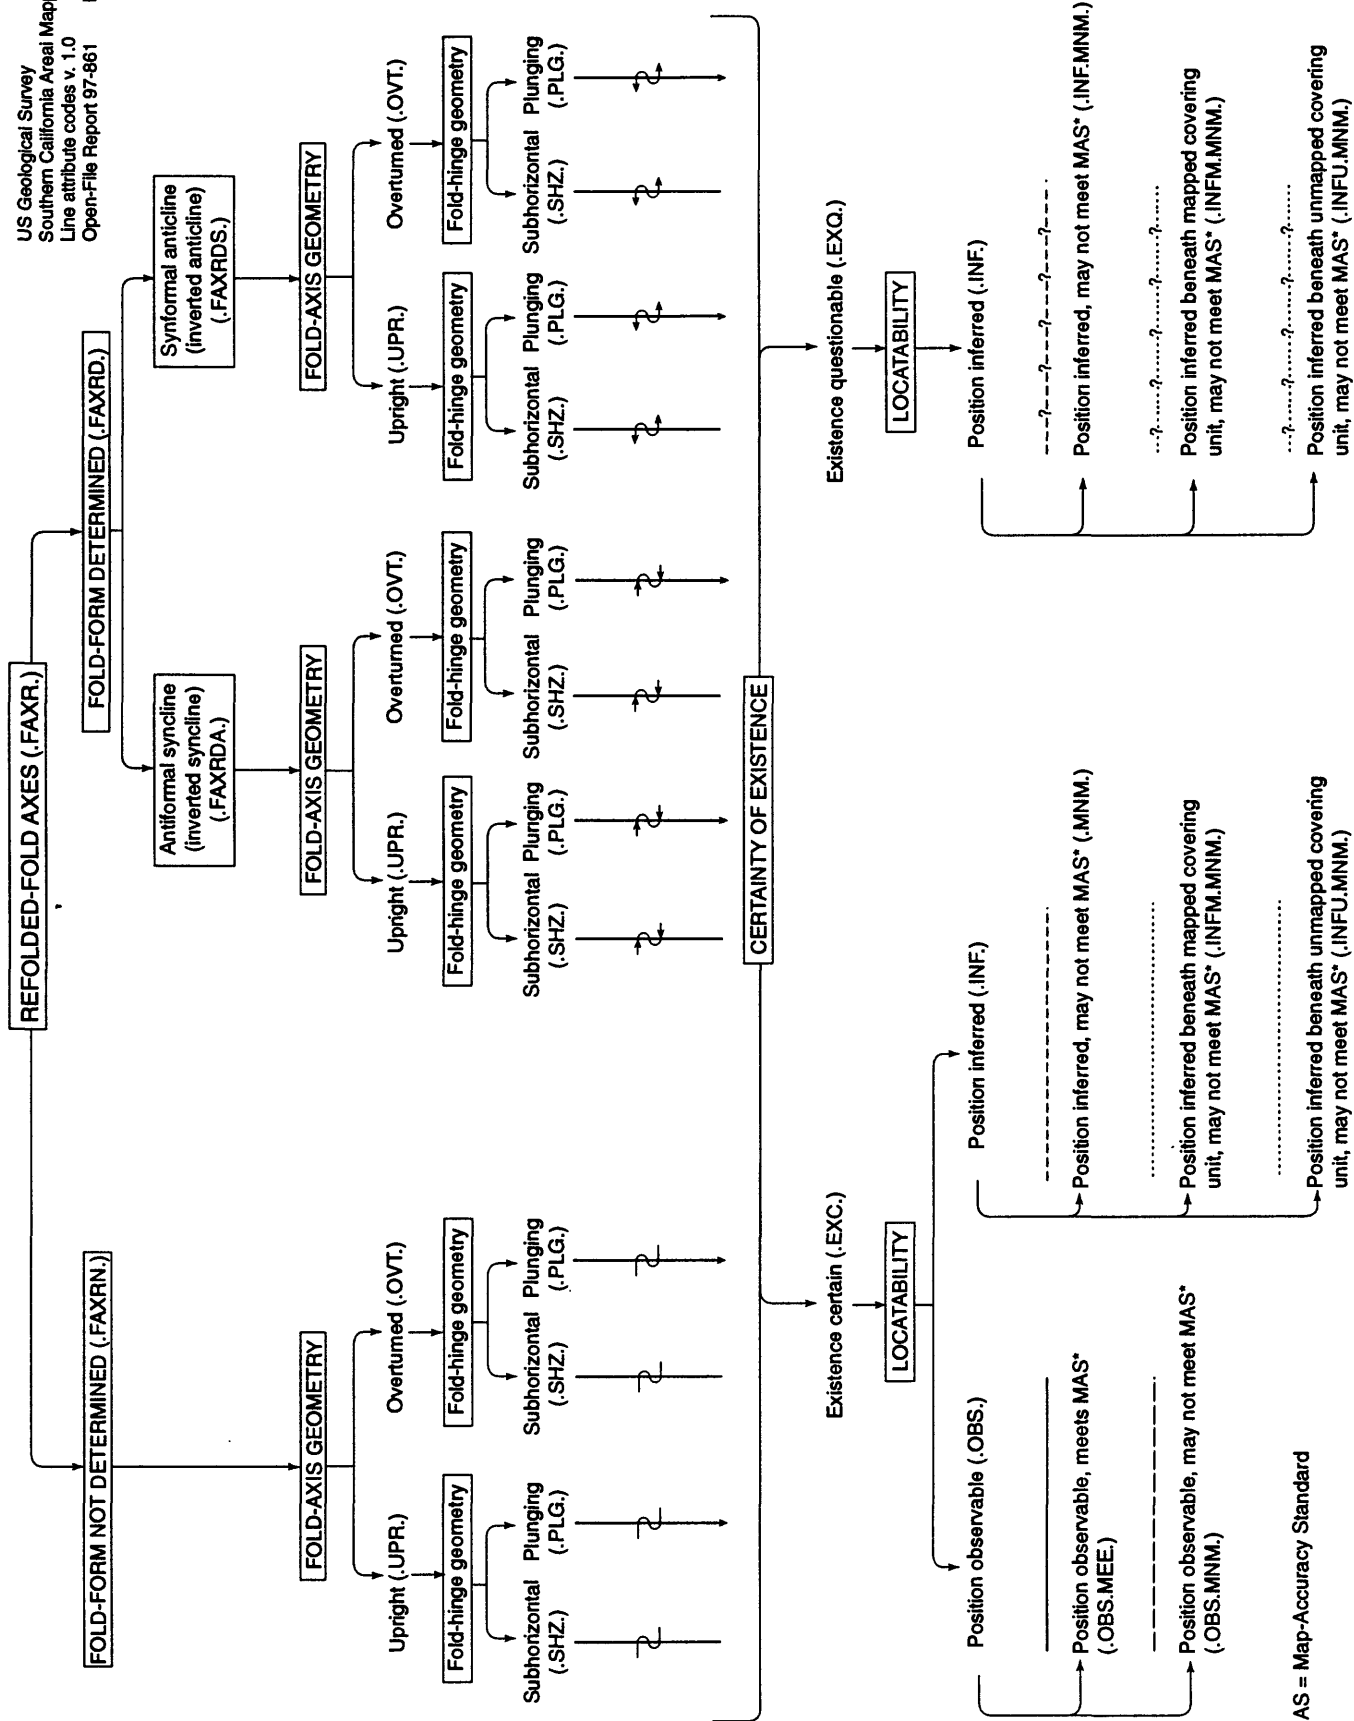 US Geological Survey
Southern California Areal Mapp
Line attribute codes v. 1.0
Open-File Report 97-861
REFOLDED-FOLD AXES (.FAXR.)
FOLD-FORM NOT DETERMINED (.FAXRN.)
FOLD-FORM DETERMINED (.FAXRD.)
Antiformal syncline
(inverted syncline)
(.FAXRDA.)
Synformal anticline
(inverted anticline)
(.FAXRDS.)
FOLD-AXIS GEOMETRY
FOLD-AXIS GEOMETRY
FOLD-AXIS GEOMETRY
Upright (.UPR.)
Overturned (.OVT.)
Upright (.UPR.)
Overturned (.OVT.)
Upright (.UPR.)
Overturned (.OVT.)
Fold-hinge geometry
Fold-hinge geometry
Fold-hinge geometry
Fold-hinge geometry
Fold-hinge geometry
Fold-hinge geometry
Subhorizontal
(.SHZ.)
Plunging
(.PLG.)
Subhorizontal
(.SHZ.)
Plunging
(.PLG.)
Subhorizontal
(.SHZ.)
Plunging
(.PLG.)
Subhorizontal
(.SHZ.)
Plunging
(.PLG.)
Subhorizontal
(.SHZ.)
Plunging
(.PLG.)
Subhorizontal
(.SHZ.)
Plunging
(.PLG.)
CERTAINTY OF EXISTENCE
Existence certain (.EXC.)
LOCATABILITY
Position observable (.OBS.)
Position observable, meets MAS*
(.OBS.MEE.)
Position observable, may not meet MAS*
(.OBS.MNM.)
Position inferred (.INF.)
Position inferred, may not meet MAS* (.MNM.)
Position inferred beneath mapped covering
unit, may not meet MAS* (.INFM.MNM.)
Position inferred beneath unmapped covering
unit, may not meet MAS* (.INFU.MNM.)
Existence questionable (.EXQ.)
LOCATABILITY
Position inferred (.INF.)
---?---?---?---?---
Position inferred, may not meet MAS* (.INF.MNM.)
...?.......?.......?......
Position inferred beneath mapped covering
unit, may not meet MAS* (.INFM.MNM.)
...?.......?.......?......
Position inferred beneath unmapped covering
unit, may not meet MAS* (.INFU.MNM.)
AS = Map-Accuracy Standard